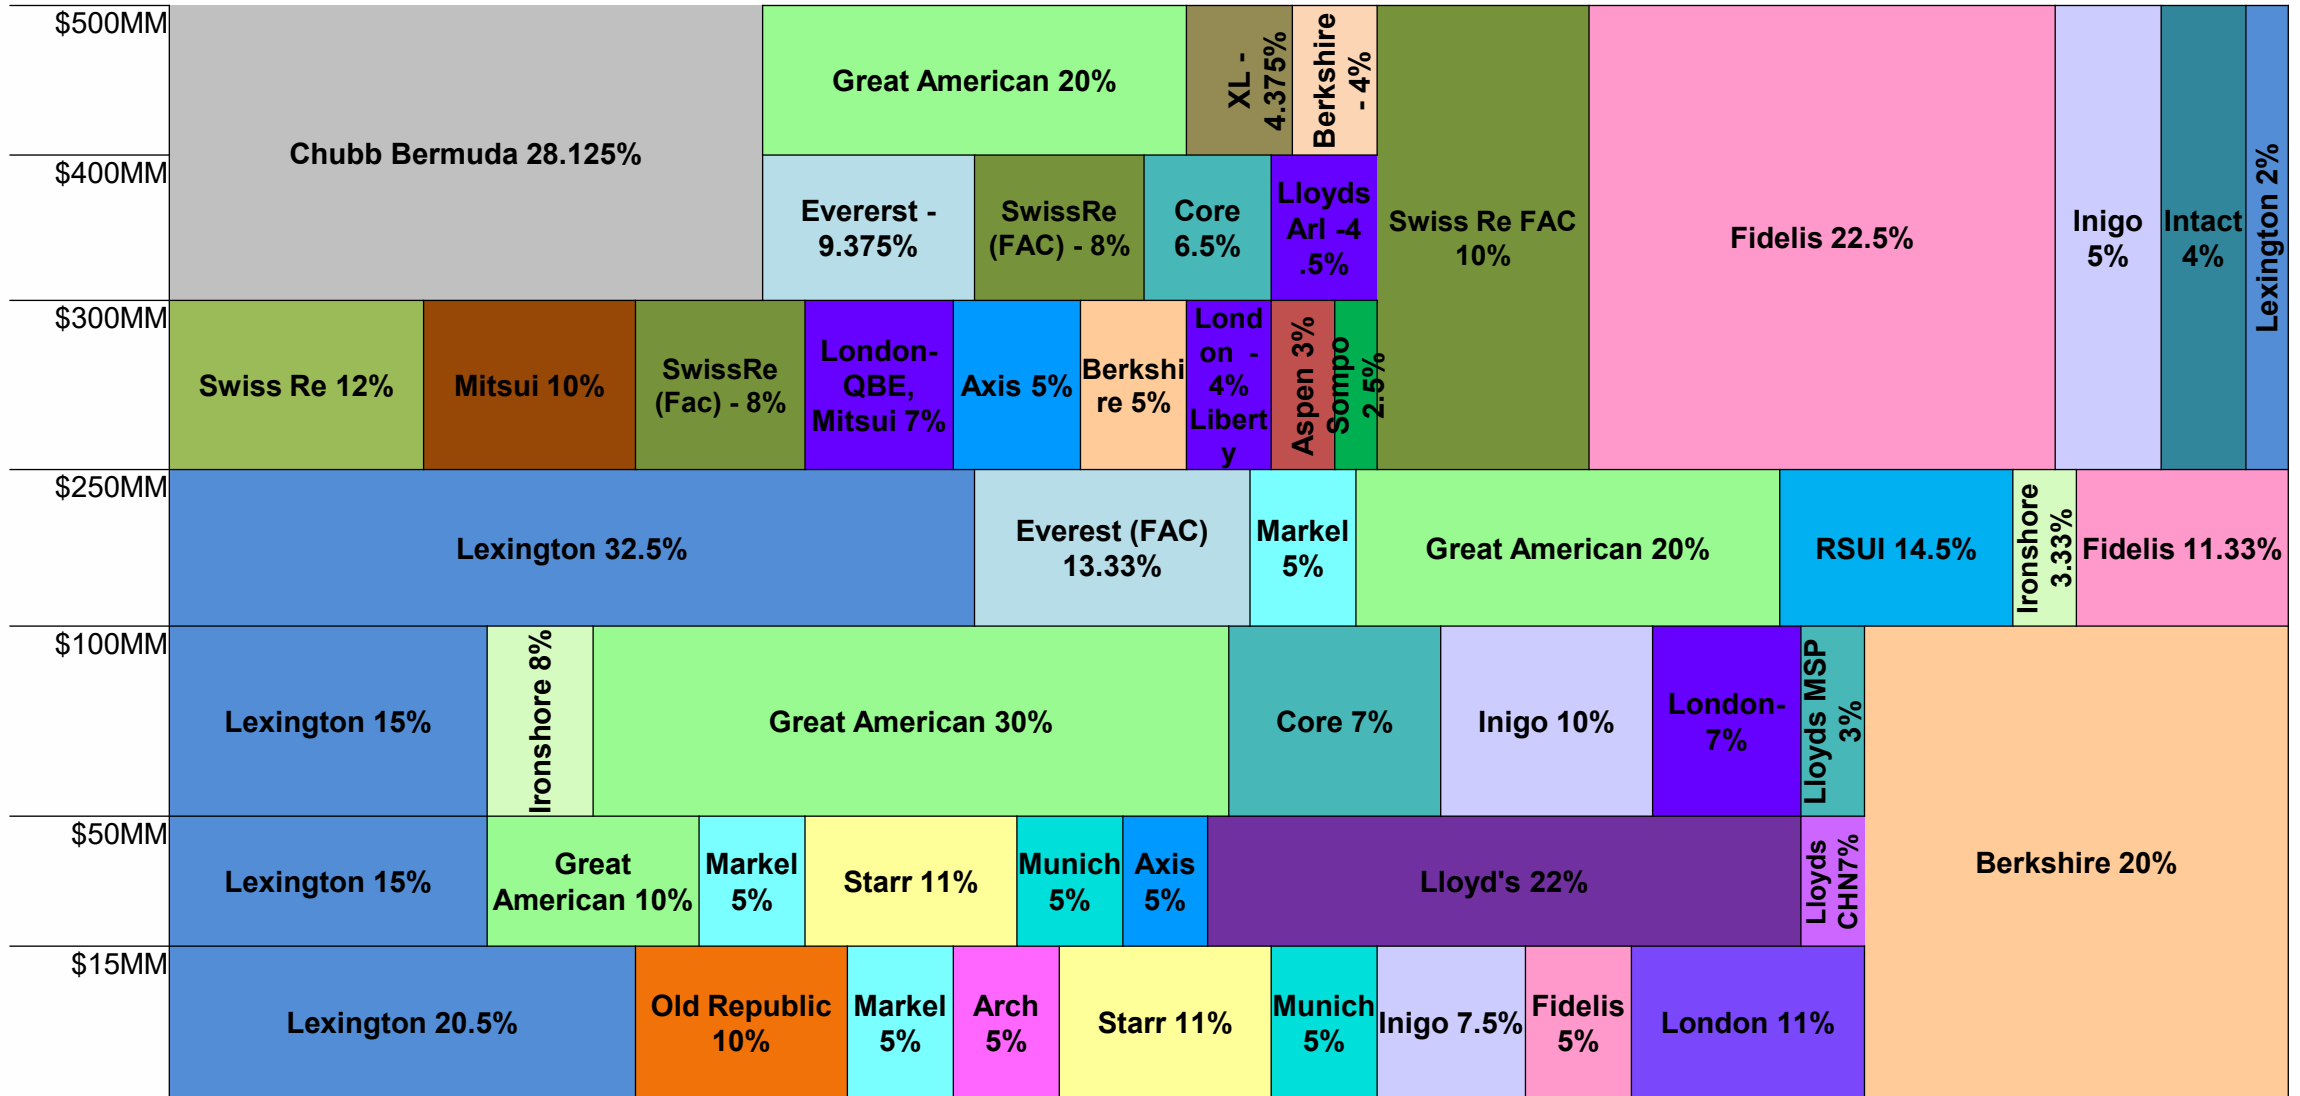 $500MM
Great American 20%
XL -
4.375%
Berkshire
- 4%
Chubb Bermuda 28.125%
$400MM
Evererst -
9.375%
SwissRe
(FAC) - 8%
Core
6.5%
Lloyds
Arl -4
.5%
Swiss Re FAC
10%
Fidelis 22.5%
Inigo
5%
Intact
4%
Lexington 2%
$300MM
Swiss Re 12%
Mitsui 10%
SwissRe
(Fac) - 8%
London-
QBE,
Mitsui 7%
Axis 5%
Berkshi
re 5%
Lond
on -
4%
Libert
y
Aspen 3%
Sompo
2.5%
$250MM
Lexington 32.5%
Everest (FAC)
13.33%
Markel
5%
Great American 20%
RSUI 14.5%
Ironshore
3.33%
Fidelis 11.33%
$100MM
Lexington 15%
Ironshore 8%
Great American 30%
Core 7%
Inigo 10%
London-
7%
Lloyds MSP
3%
$50MM
Lexington 15%
Great
American 10%
Markel
5%
Starr 11%
Munich
5%
Axis
5%
Lloyd's 22%
Lloyds
CHN7%
Berkshire 20%
$15MM
Lexington 20.5%
Old Republic
10%
Markel
5%
Arch
5%
Starr 11%
Munich
5%
Inigo 7.5%
Fidelis
5%
London 11%